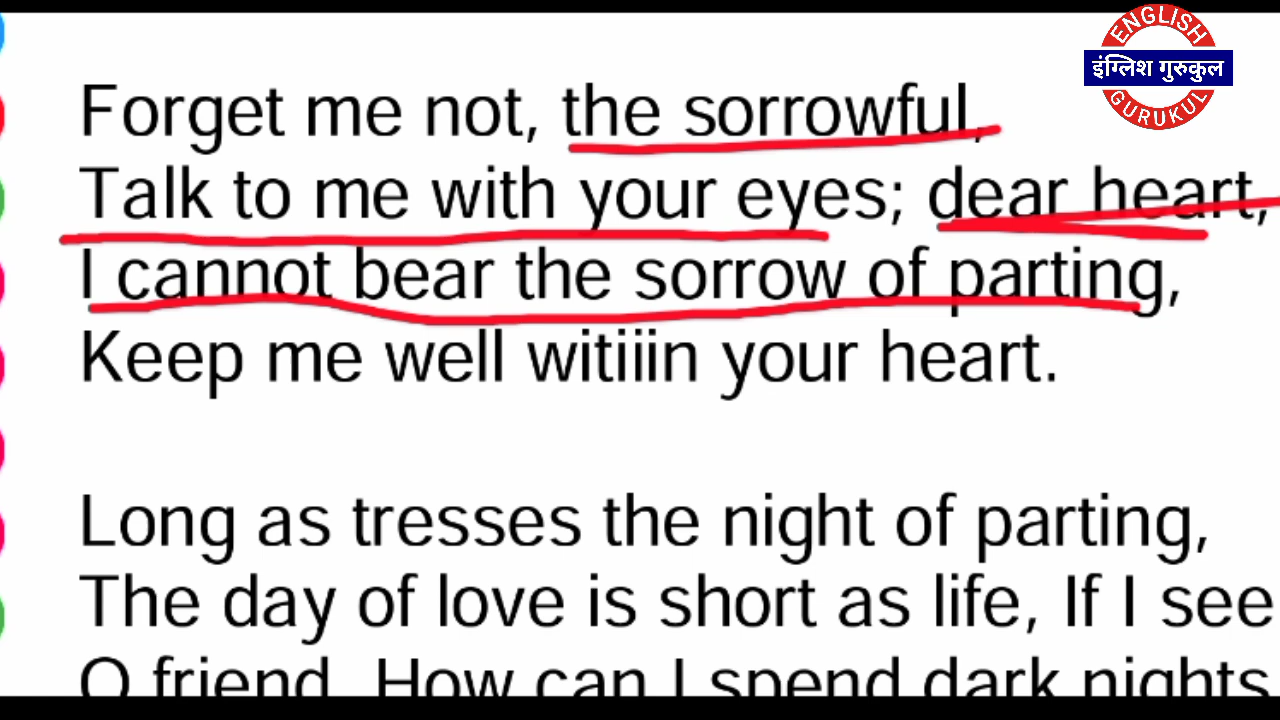 ENGLISH
इंग्लिश गुरुकुल
GURUKUL
Forget me not, the sorrowful,
Talk to me with your eyes; dear heart,
I cannot bear the sorrow of parting,
Keep me well witiiin your heart.
Long as tresses the night of parting,
The day of love is short as life, If I see
O friend, How can I spend dark nights